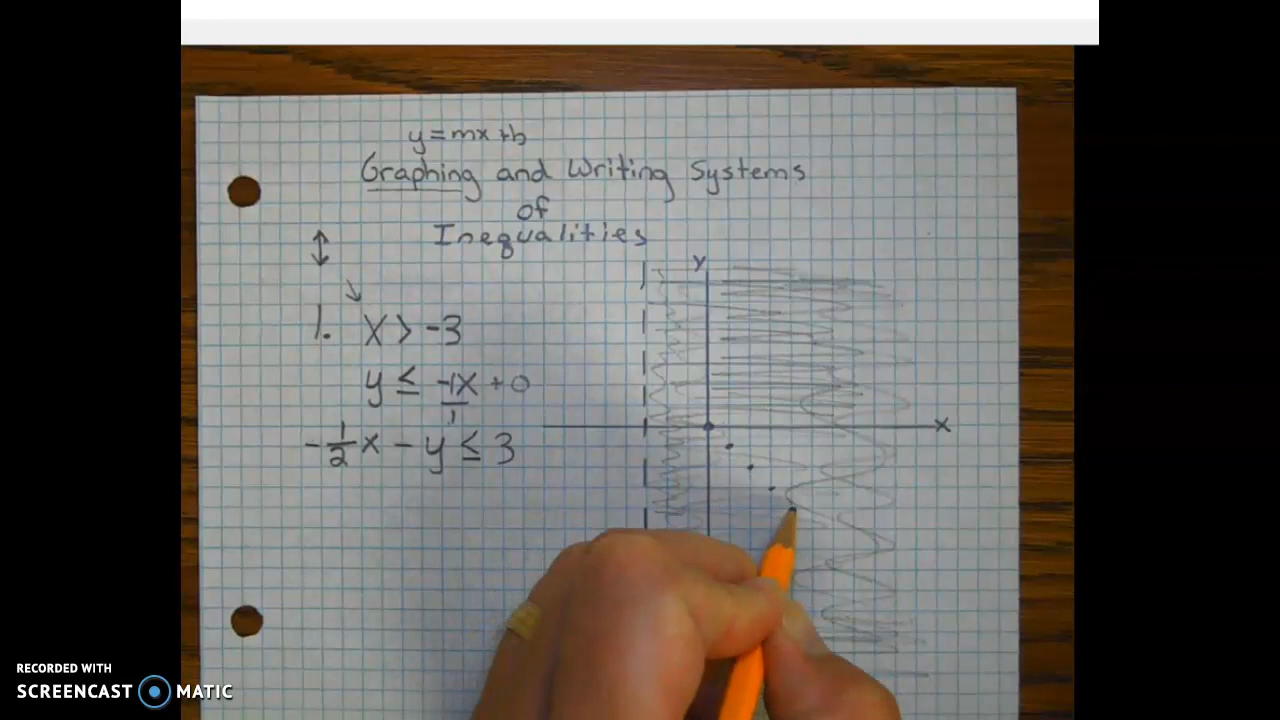 y=mx+b
Graphing and Writing Systems
of
Inequalities
1. X > -3
y ≤ -1X/1 + 0
-1/2x - y ≤ 3
y
x
RECORDED WITH
SCREENCAST MATIC